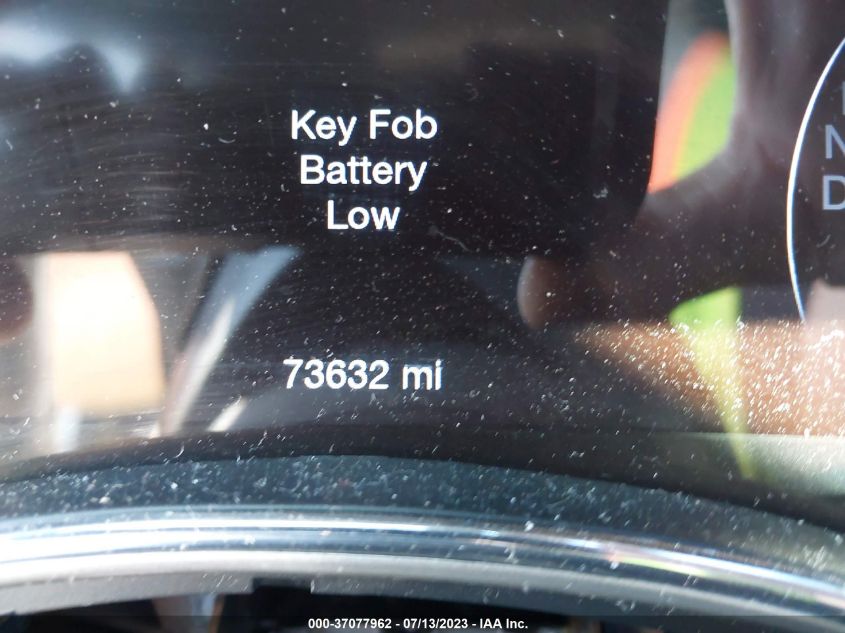 Key Fob
Battery
Low
N
D
73632 mi
000-37077962 - 07/13/2023 - IAA Inc.